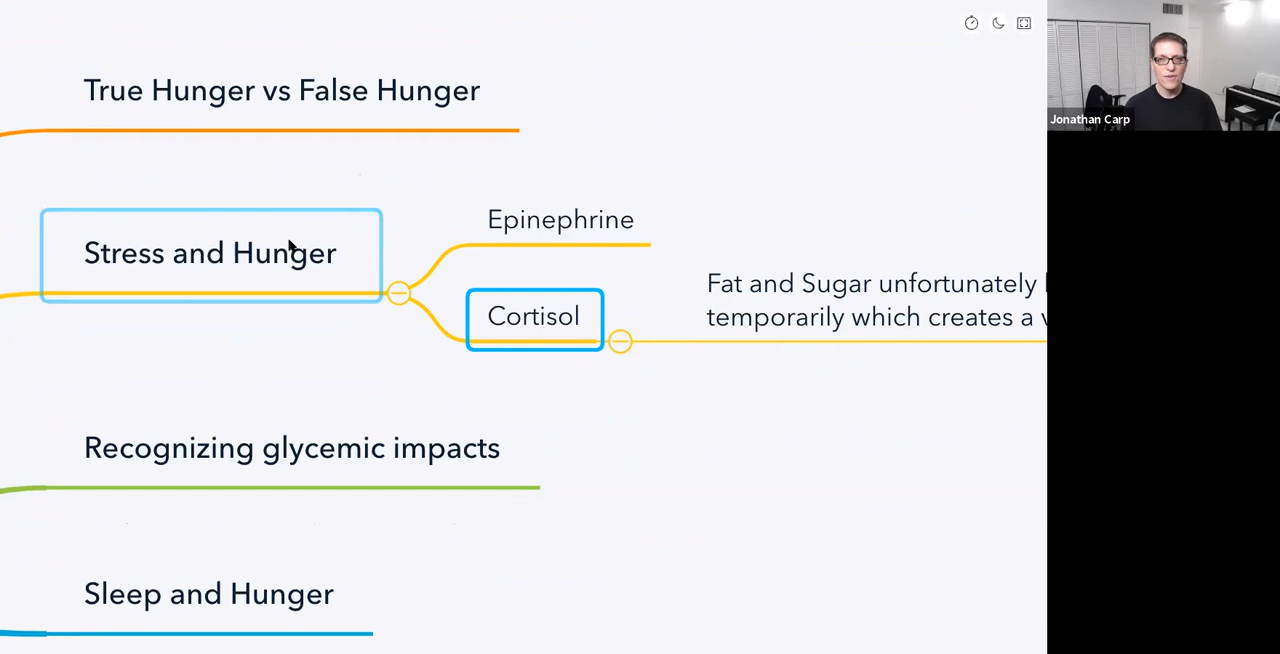 True Hunger vs False Hunger
Jonathan Carp
Epinephrine
Stress and Hunger
Fat and Sugar unfortunately
Cortisol
temporarily which creates a
Recognizing glycemic impacts
Sleep and Hunger